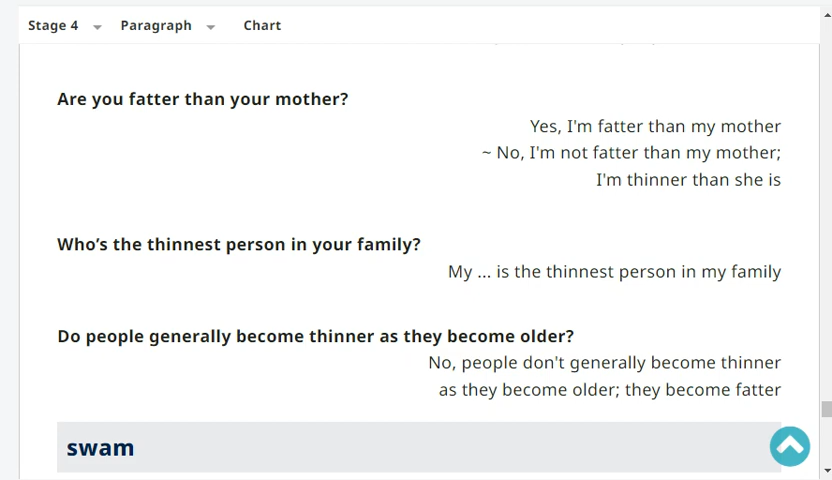 Stage 4 Paragraph Chart
Are you fatter than your mother?
Yes, I'm fatter than my mother
~ No, I'm not fatter than my mother;
I'm thinner than she is
Who’s the thinnest person in your family?
My ... is the thinnest person in my family
Do people generally become thinner as they become older?
No, people don't generally become thinner
as they become older; they become fatter
swam